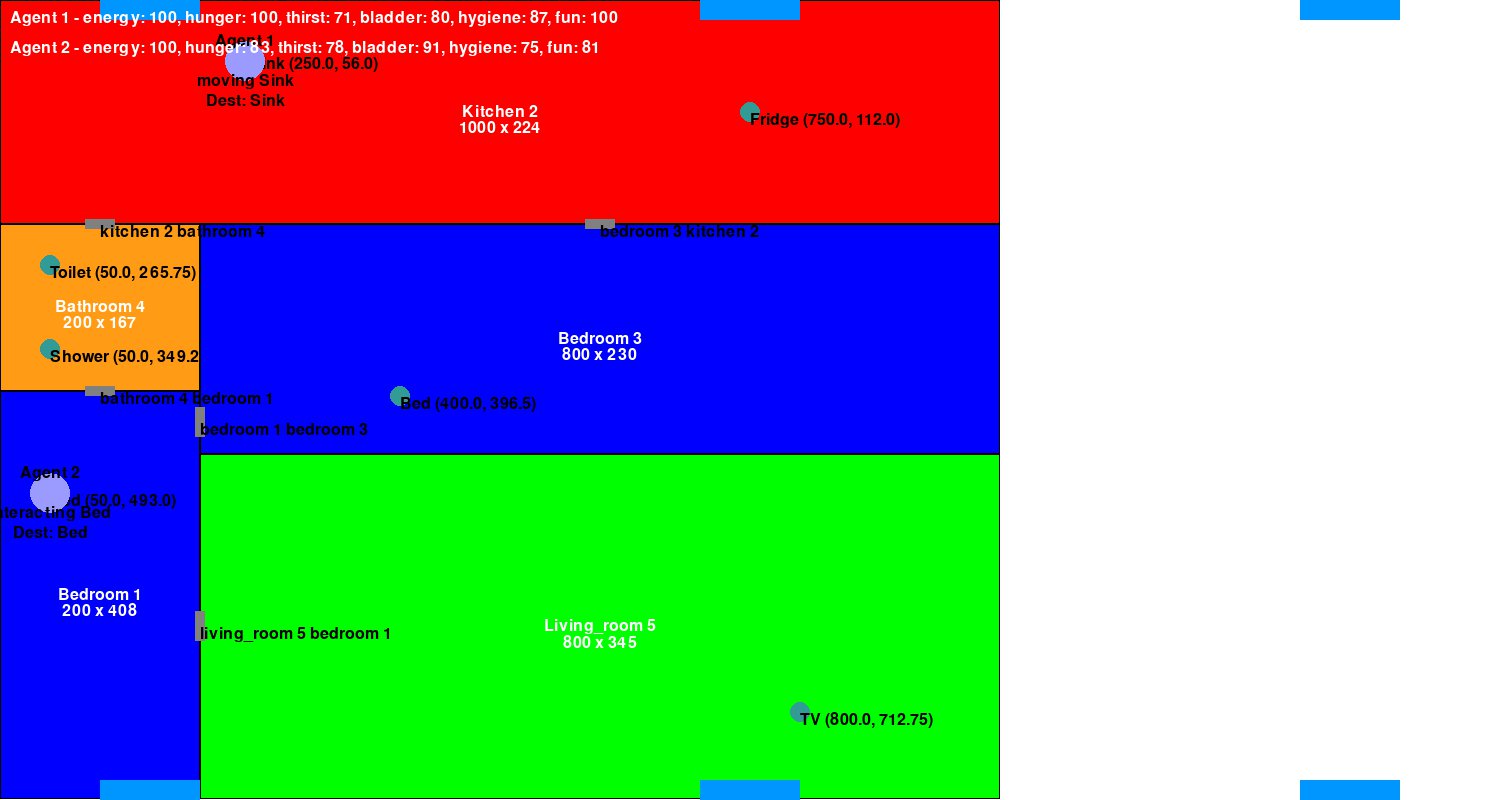 Agent 1 - energy: 100, hunger: 100, thirst: 71, bladder: 80, hygiene: 87, fun: 100
Agent 1
Agent 2 - energy: 100, hunger: 83, thirst: 78, bladder: 91, hygiene: 75, fun: 81
nk (250.0, 56.0)
moving Sink
Dest: Sink
Kitchen 2
1000 x 224
Fridge (750.0, 112.0)
kitchen 2 bathroom 4
bedroom 3 kitchen 2
Toilet (50.0, 265.75)
Bathroom 4
200 x 167
Bedroom 3
800 x 230
Shower (50.0, 349.2
bathroom 4 bedroom 1
Bed (400.0, 396.5)
bedroom 1 bedroom 3
Agent 2
d (50.0, 493.0)
nteracting Bed
Dest: Bed
Bedroom 1
200 x 408
living_room 5 bedroom 1
Living_room 5
800 x 345
TV (800.0, 712.75)